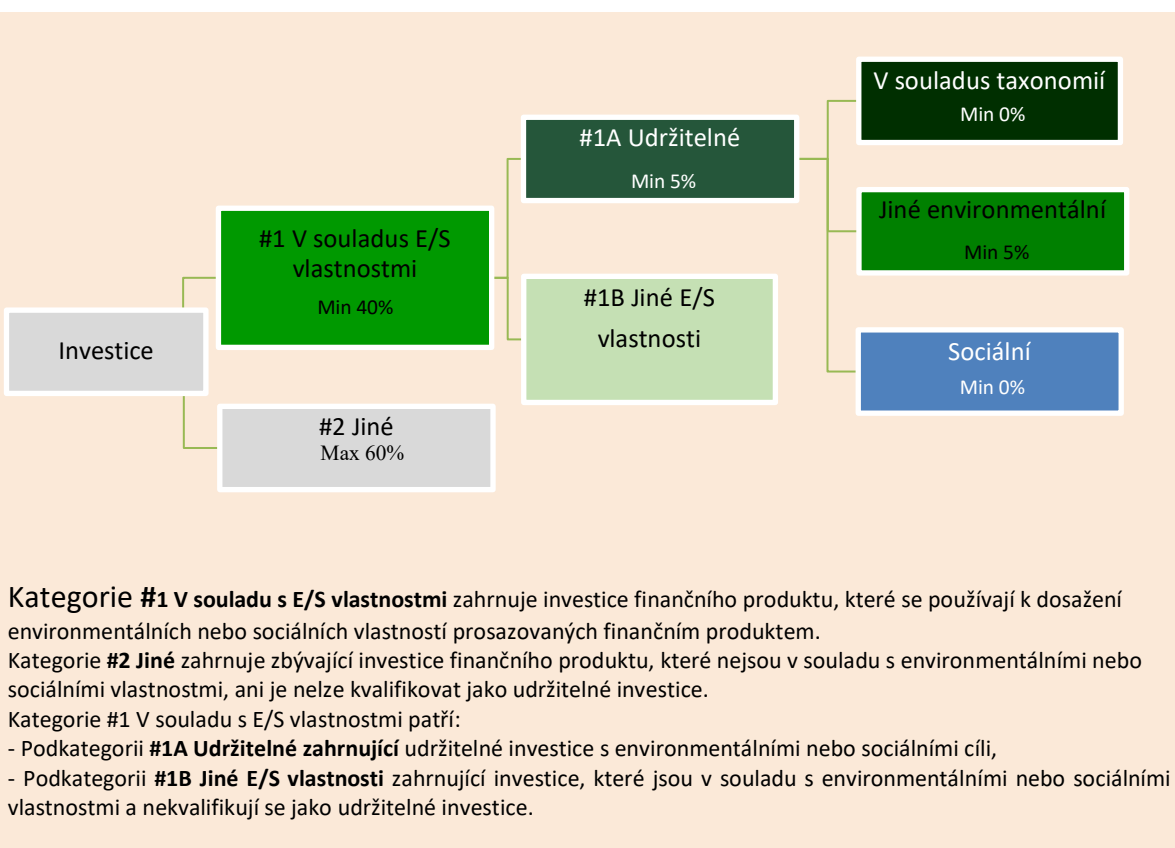 V souladus taxonomií
Min 0%
#1A Udržitelné
Min 5%
Jiné environmentální
Min 5%
#1 V souladus E/S
vlastnostmi
Min 40%
#1B Jiné E/S
vlastnosti
Investice
Sociální
Min 0%
#2 Jiné
Max 60%
Kategorie #1 V souladu s E/S vlastnostmi zahrnuje investice finančního produktu, které se používají k dosažení
environmentálních nebo sociálních vlastností prosazovaných finančním produktem.
Kategorie #2 Jiné zahrnuje zbývající investice finančního produktu, které nejsou v souladu s environmentálními nebo
sociálními vlastnostmi, ani je nelze kvalifikovat jako udržitelné investice.
Kategorie #1 V souladu s E/S vlastnostmi patří:
- Podkategorii #1A Udržitelné zahrnující udržitelné investice s environmentálními nebo sociálními cíli,
- Podkategorii #1B Jiné E/S vlastnosti zahrnující investice, které jsou v souladu s environmentálními nebo sociálními
vlastnostmi a nekvalifikují se jako udržitelné investice.